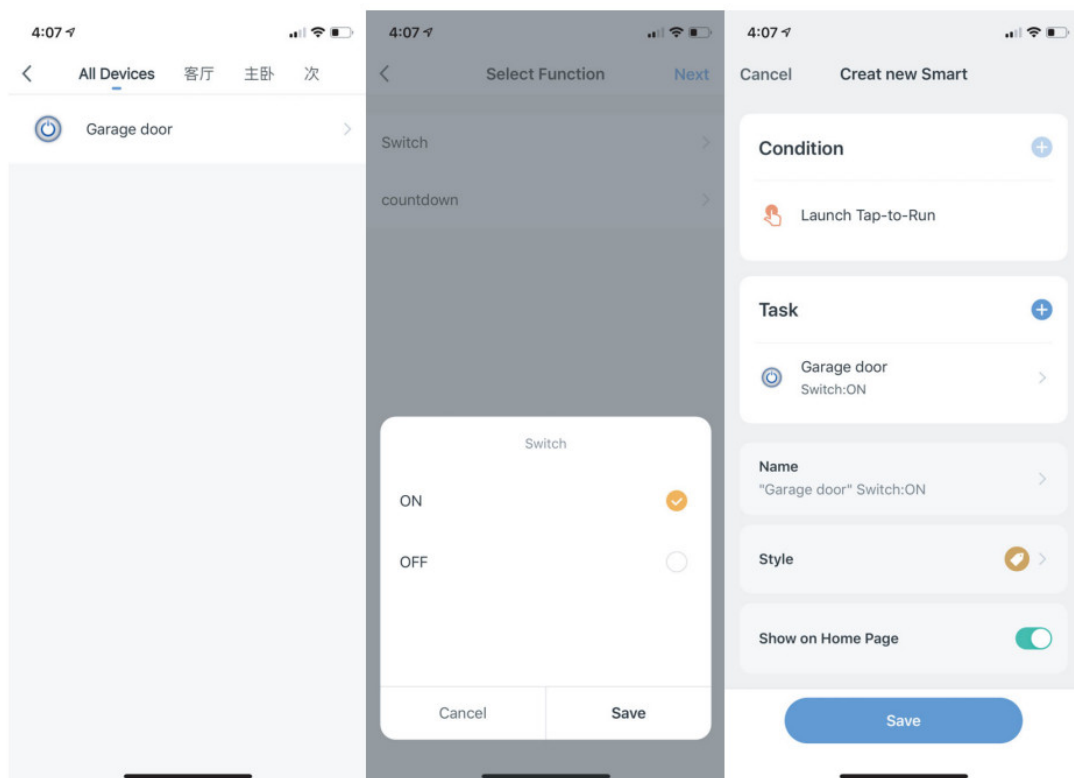 4:07
All Devices 客厅 主卧 次
Garage door
4:07
Select Function Next
Switch
countdown
Switch
ON
OFF
Cancel Save
4:07
Cancel Creat new Smart
Condition
Launch Tap-to-Run
Task
Garage door
Switch:ON
Name
"Garage door" Switch:ON
Style
Show on Home Page
Save